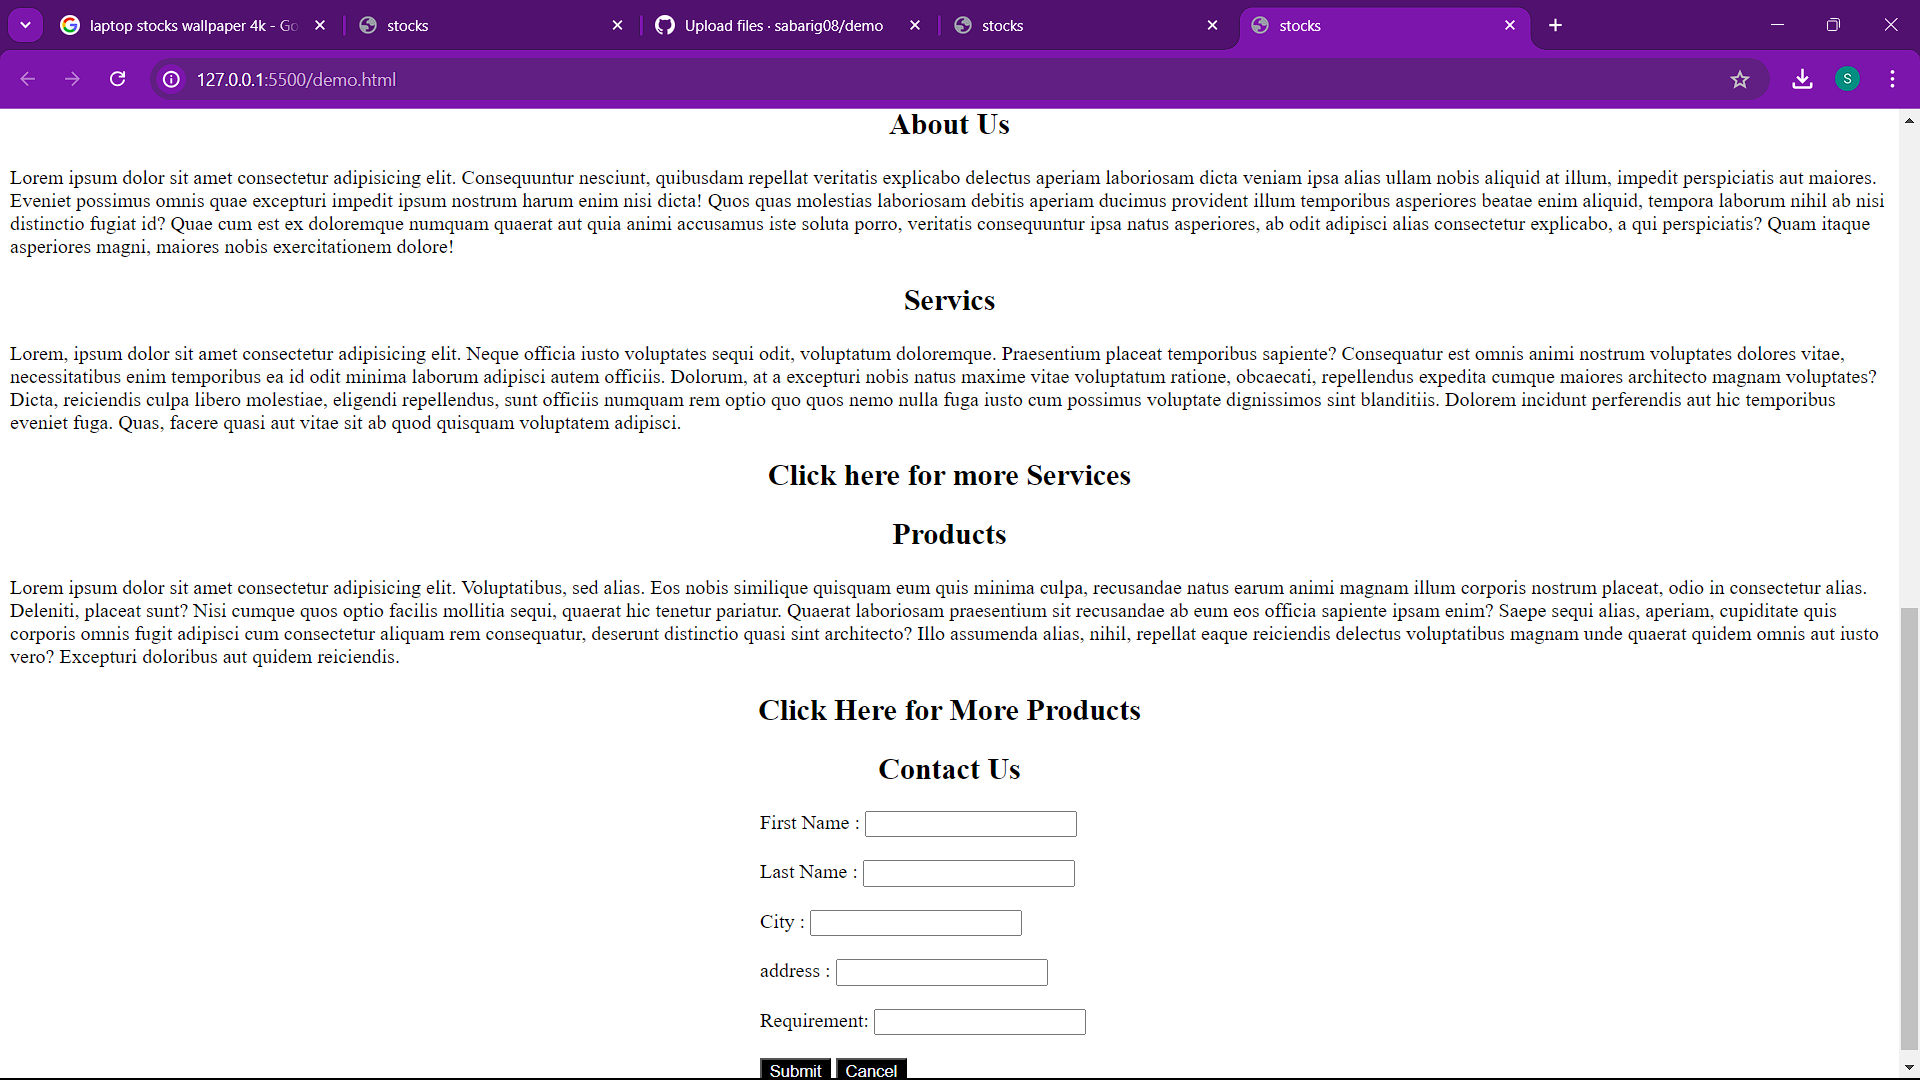 laptop stocks wallpaper 4k - Go
stocks
Upload files · sabarig08/demo
stocks
stocks
127.0.0.1:5500/demo.html
S
About Us
Lorem ipsum dolor sit amet consectetur adipisicing elit. Consequuntur nesciunt, quibusdam repellat veritatis explicabo delectus aperiam laboriosam dicta veniam ipsa alias ullam nobis aliquid at illum, impedit perspiciatis aut maiores.
Eveniet possimus omnis quae excepturi impedit ipsum nostrum harum enim nisi dicta! Quos quas molestias laboriosam debitis aperiam ducimus provident illum temporibus asperiores beatae enim aliquid, tempora laborum nihil ab nisi
distinctio fugiat id? Quae cum est ex doloremque numquam quaerat aut quia animi accusamus iste soluta porro, veritatis consequuntur ipsa natus asperiores, ab odit adipisci alias consectetur explicabo, a qui perspiciatis? Quam itaque
asperiores magni, maiores nobis exercitationem dolore!
Servics
Lorem, ipsum dolor sit amet consectetur adipisicing elit. Neque officia iusto voluptates sequi odit, voluptatum doloremque. Praesentium placeat temporibus sapiente? Consequatur est omnis animi nostrum voluptates dolores vitae,
necessitatibus enim temporibus ea id odit minima laborum adipisci autem officiis. Dolorum, at a excepturi nobis natus maxime vitae voluptatum ratione, obcaecati, repellendus expedita cumque maiores architecto magnam voluptates?
Dicta, reiciendis culpa libero molestiae, eligendi repellendus, sunt officiis numquam rem optio quo quos nemo nulla fuga iusto cum possimus voluptate dignissimos sint blanditiis. Dolorem incidunt perferendis aut hic temporibus
eveniet fuga. Quas, facere quasi aut vitae sit ab quod quisquam voluptatem adipisci.
Click here for more Services
Products
Lorem ipsum dolor sit amet consectetur adipisicing elit. Voluptatibus, sed alias. Eos nobis similique quisquam eum quis minima culpa, recusandae natus earum animi magnam illum corporis nostrum placeat, odio in consectetur alias.
Deleniti, placeat sunt? Nisi cumque quos optio facilis mollitia sequi, quaerat hic tenetur pariatur. Quaerat laboriosam praesentium sit recusandae ab eum eos officia sapiente ipsam enim? Saepe sequi alias, aperiam, cupiditate quis
corporis omnis fugit adipisci cum consectetur aliquam rem consequatur, deserunt distinctio quasi sint architecto? Illo assumenda alias, nihil, repellat eaque reiciendis delectus voluptatibus magnam unde quaerat quidem omnis aut iusto
vero? Excepturi doloribus aut quidem reiciendis.
Click Here for More Products
Contact Us
First Name :
Last Name :
City :
address :
Requirement:
Submit Cancel